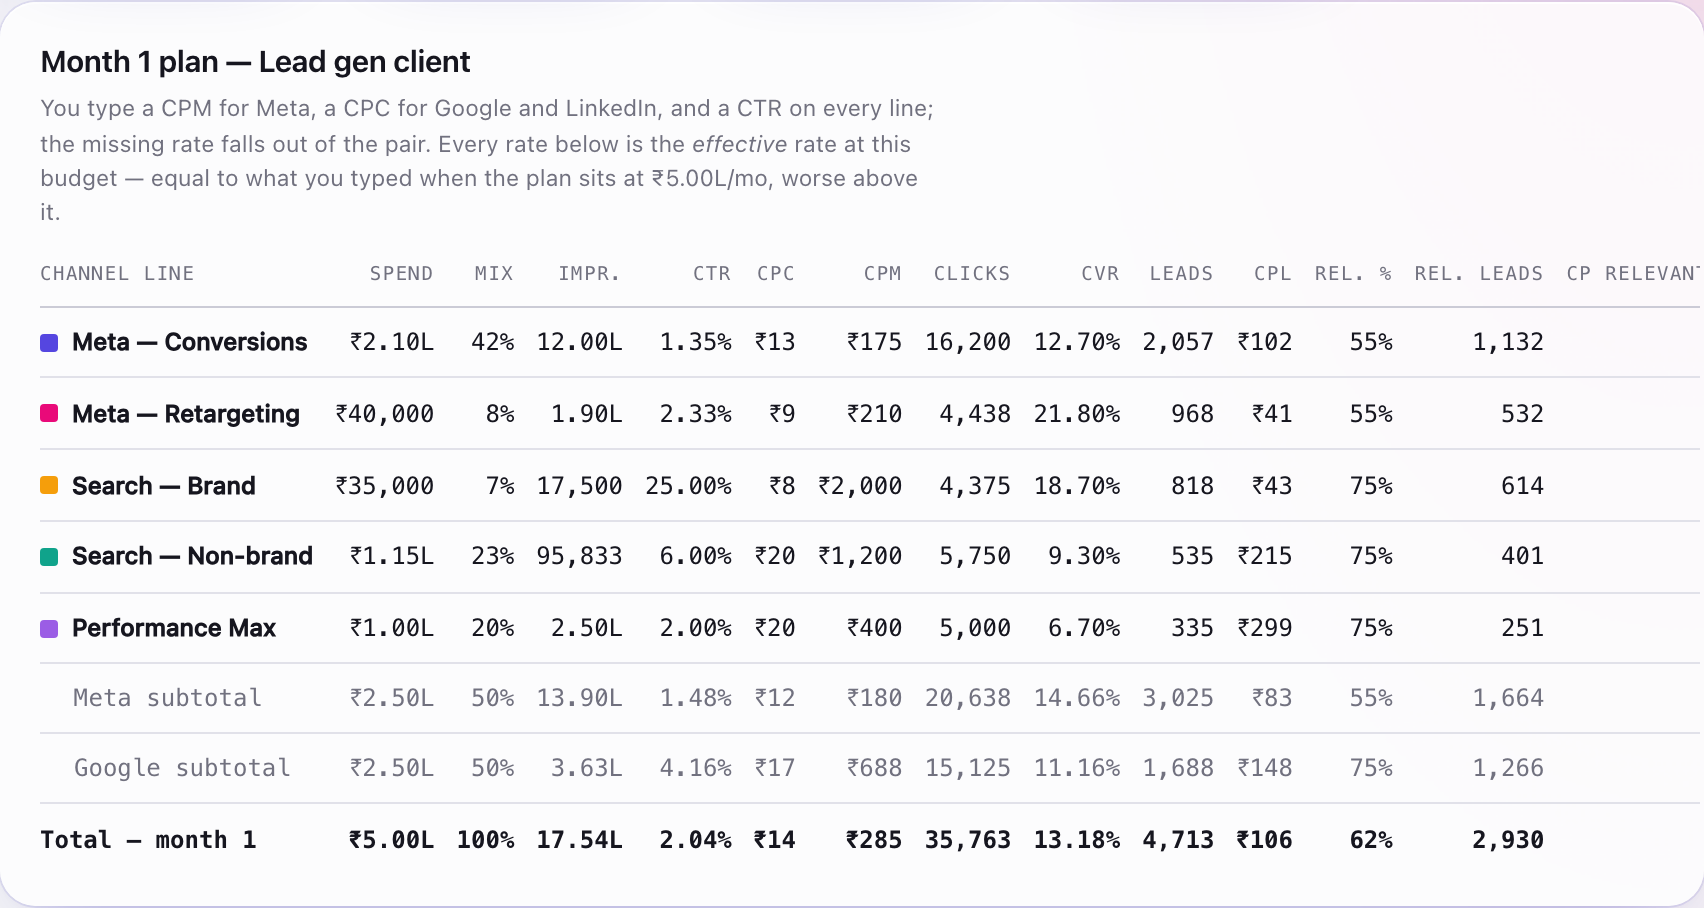 Month 1 plan — Lead gen client
You type a CPM for Meta, a CPC for Google and LinkedIn, and a CTR on every line;
the missing rate falls out of the pair. Every rate below is the effective rate at this
budget — equal to what you typed when the plan sits at ₹5.00L/mo, worse above
it.
CHANNEL LINE SPEND MIX IMPR. CTR CPC CPM CLICKS CVR LEADS CPL REL. % REL. LEADS CP RELEVANT
Meta — Conversions ₹2.10L 42% 12.00L 1.35% ₹13 ₹175 16,200 12.70% 2,057 ₹102 55% 1,132
Meta — Retargeting ₹40,000 8% 1.90L 2.33% ₹9 ₹210 4,438 21.80% 968 ₹41 55% 532
Search — Brand ₹35,000 7% 17,500 25.00% ₹8 ₹2,000 4,375 18.70% 818 ₹43 75% 614
Search — Non-brand ₹1.15L 23% 95,833 6.00% ₹20 ₹1,200 5,750 9.30% 535 ₹215 75% 401
Performance Max ₹1.00L 20% 2.50L 2.00% ₹20 ₹400 5,000 6.70% 335 ₹299 75% 251
Meta subtotal ₹2.50L 50% 13.90L 1.48% ₹12 ₹180 20,638 14.66% 3,025 ₹83 55% 1,664
Google subtotal ₹2.50L 50% 3.63L 4.16% ₹17 ₹688 15,125 11.16% 1,688 ₹148 75% 1,266
Total — month 1 ₹5.00L 100% 17.54L 2.04% ₹14 ₹285 35,763 13.18% 4,713 ₹106 62% 2,930